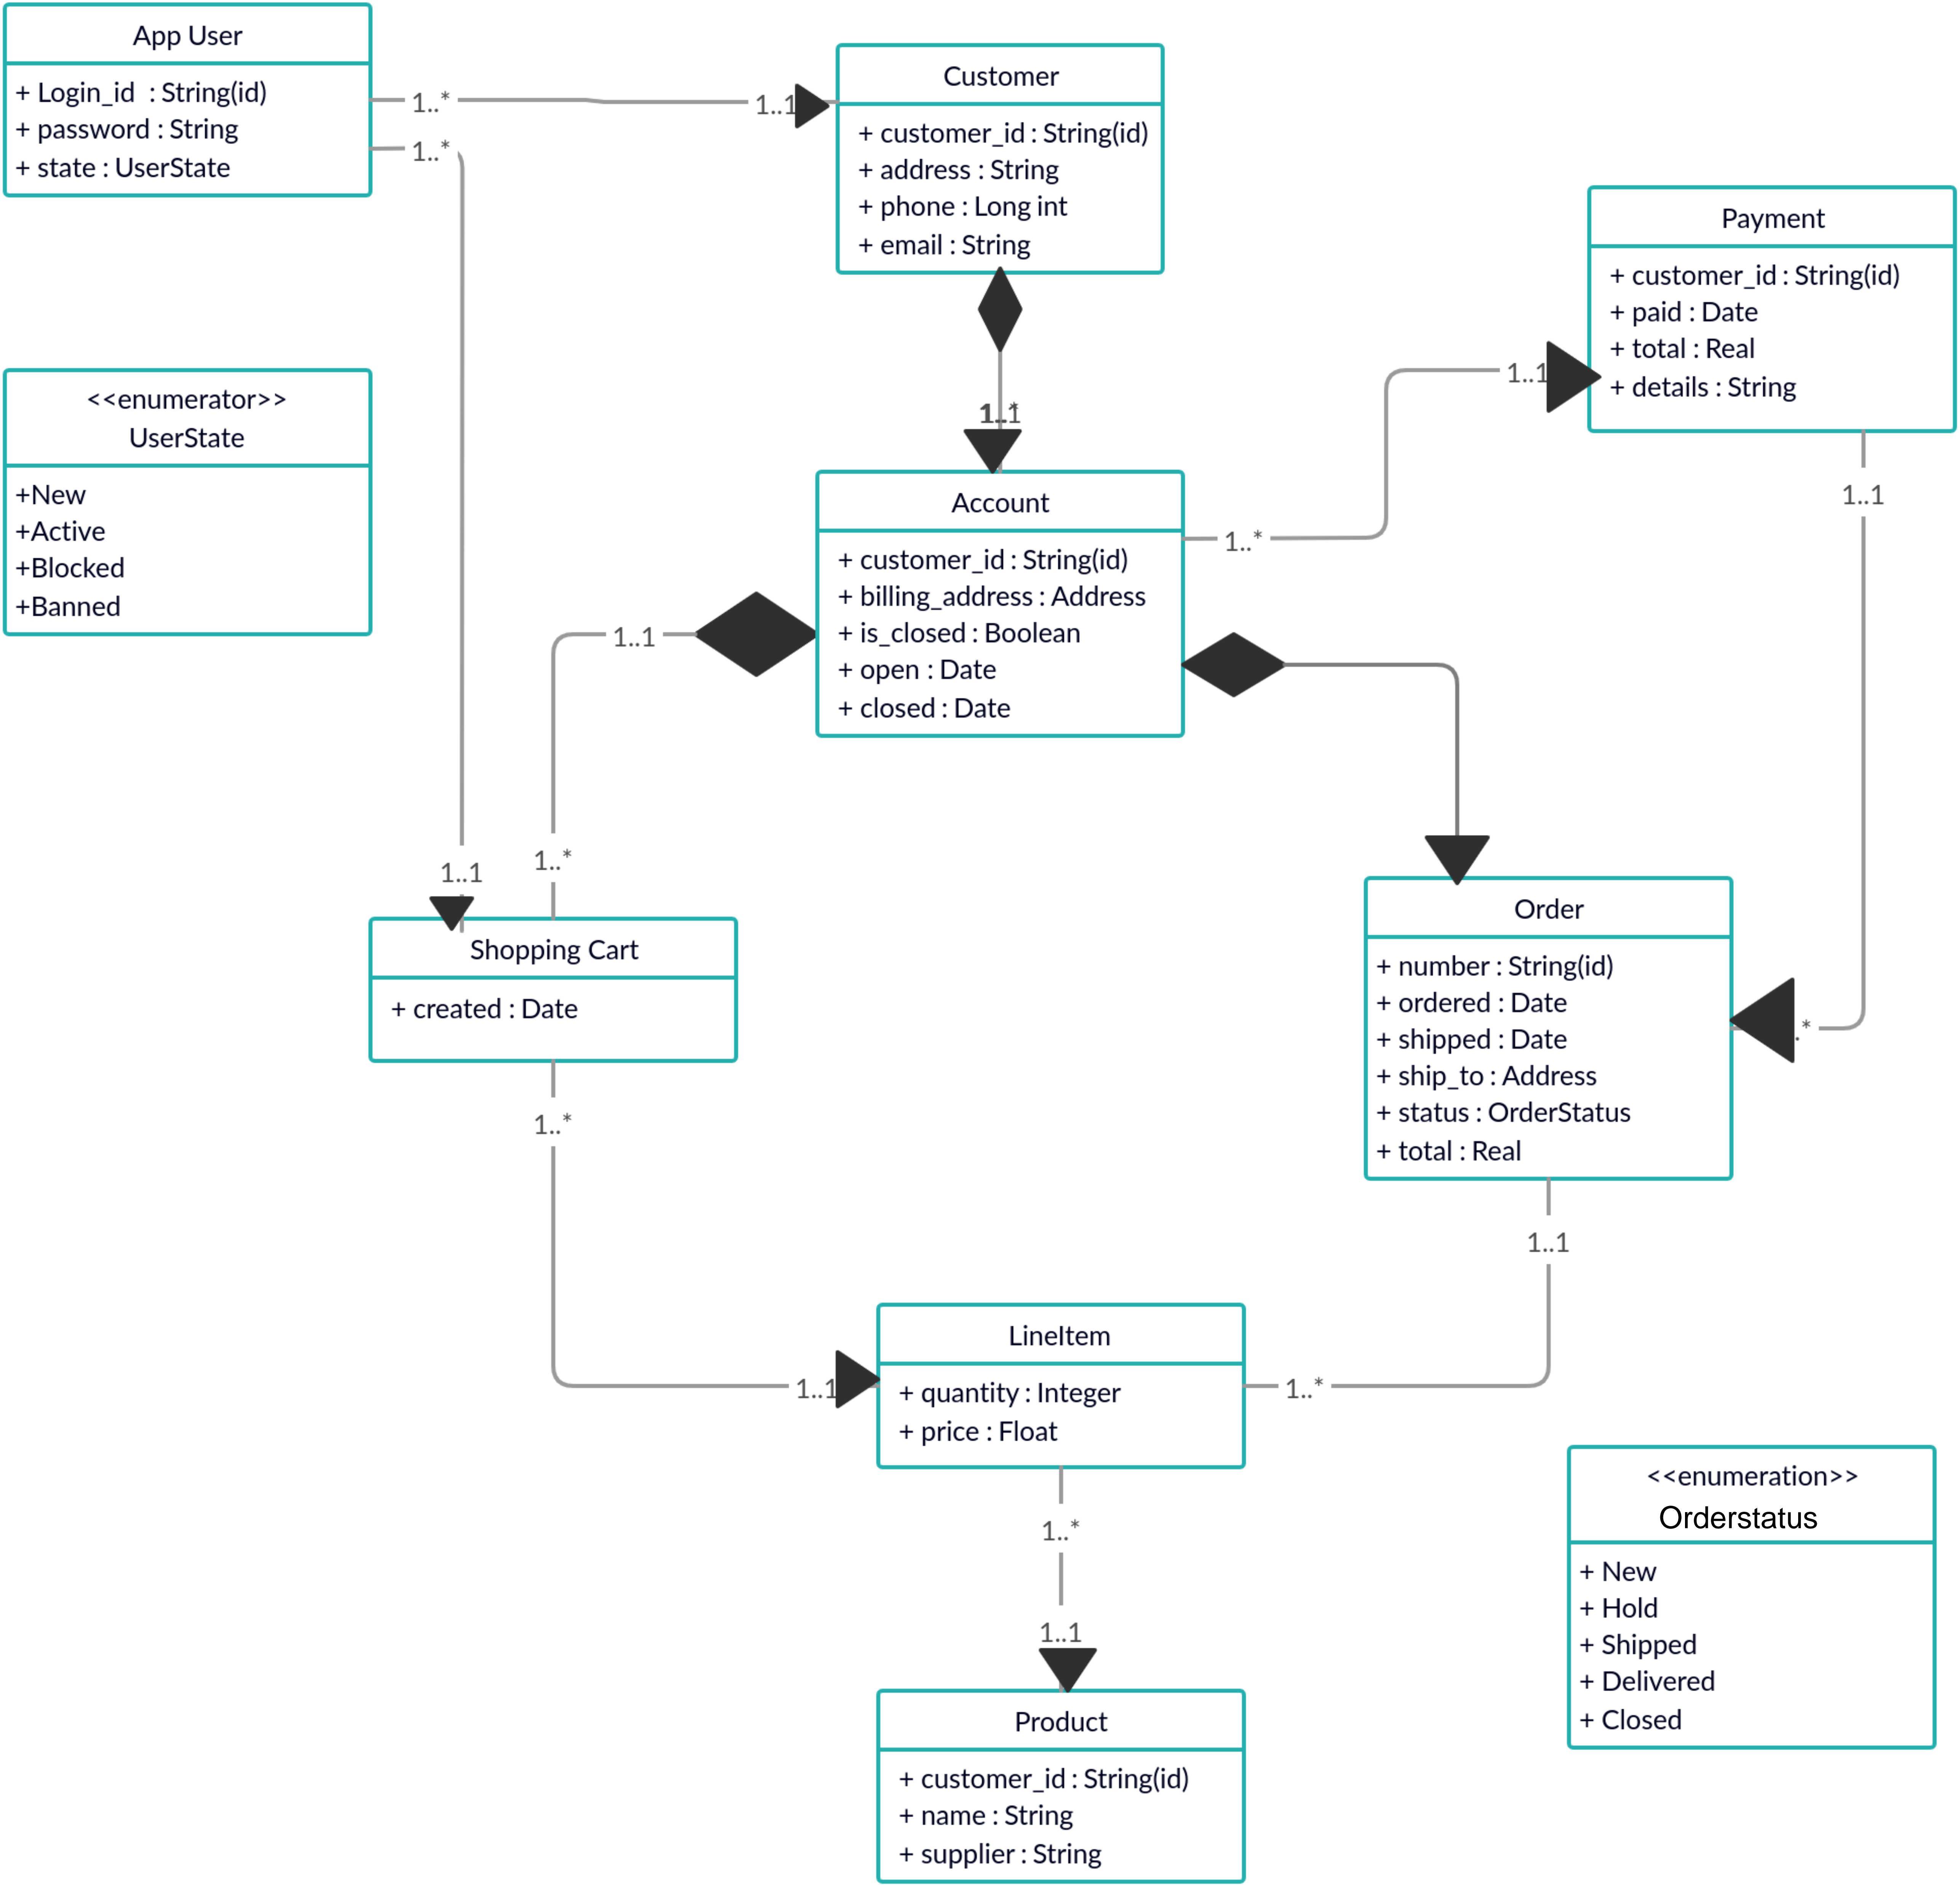 App User
+ Login_id : String(id)
+ password : String
+ state : UserState
1..*
1..1
1..*
Customer
+ customer_id : String(id)
+ address : String
+ phone : Long int
+ email : String
Payment
+ customer_id : String(id)
+ paid : Date
+ total : Real
+ details : String
<<enumerator>>
UserState
+New
+Active
+Blocked
+Banned
1..1
1..1
Account
+ customer_id : String(id)
+ billing_address : Address
+ is_closed : Boolean
+ open : Date
+ closed : Date
1..*
1..1
1..1
1..*
Shopping Cart
+ created : Date
Order
+ number : String(id)
+ ordered : Date
+ shipped : Date
+ ship_to : Address
+ status : OrderStatus
+ total : Real
.*
1..*
1..1
1..1
LineItem
+ quantity : Integer
+ price : Float
1..*
1..*
1..1
<<enumeration>>
Orderstatus
+ New
+ Hold
+ Shipped
+ Delivered
+ Closed
Product
+ customer_id : String(id)
+ name : String
+ supplier : String